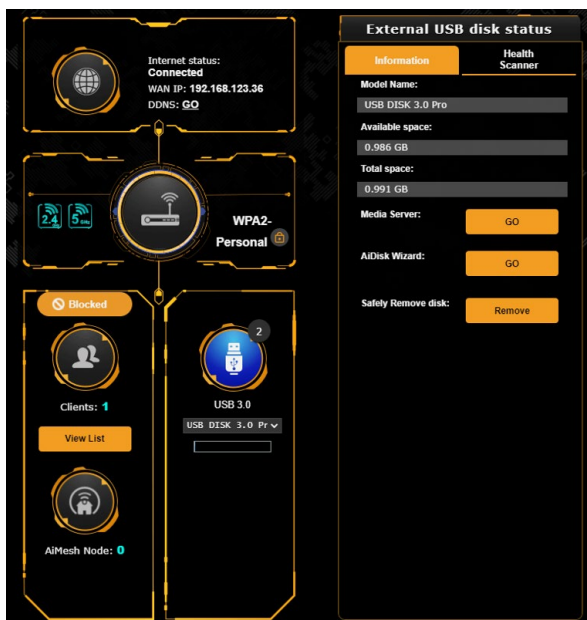 Internet status:
Connected
WAN IP: 192.168.123.36
DDNS: GO
2.4 GHz
5 GHz
WPA2-
Personal
Blocked
Clients: 1
View List
AiMesh Node: 0
2
USB 3.0
USB DISK 3.0 Pr
External USB disk status
Information
Health
Scanner
Model Name:
USB DISK 3.0 Pro
Available space:
0.986 GB
Total space:
0.991 GB
Media Server:
GO
AiDisk Wizard:
GO
Safely Remove disk:
Remove